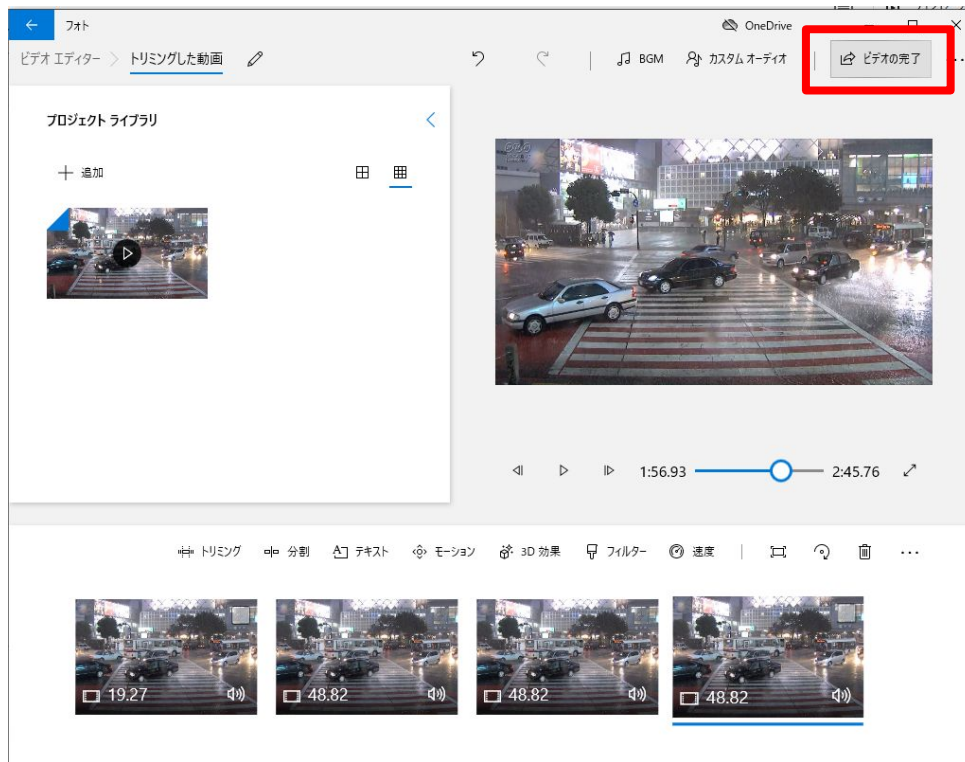 フォト
OneDrive
ビデオ エディター
トリミングした動画
BGM
カスタム オーディオ
ビデオの完了
プロジェクト ライブラリ
追加
1:56.93
2:45.76
トリミング
分割
テキスト
モーション
3D 効果
フィルター
速度
19.27
48.82
48.82
48.82